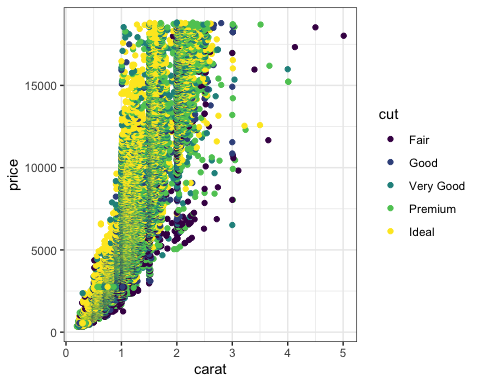 price
15000
10000
5000
0
0 1 2 3 4 5
carat
cut
Fair
Good
Very Good
Premium
Ideal